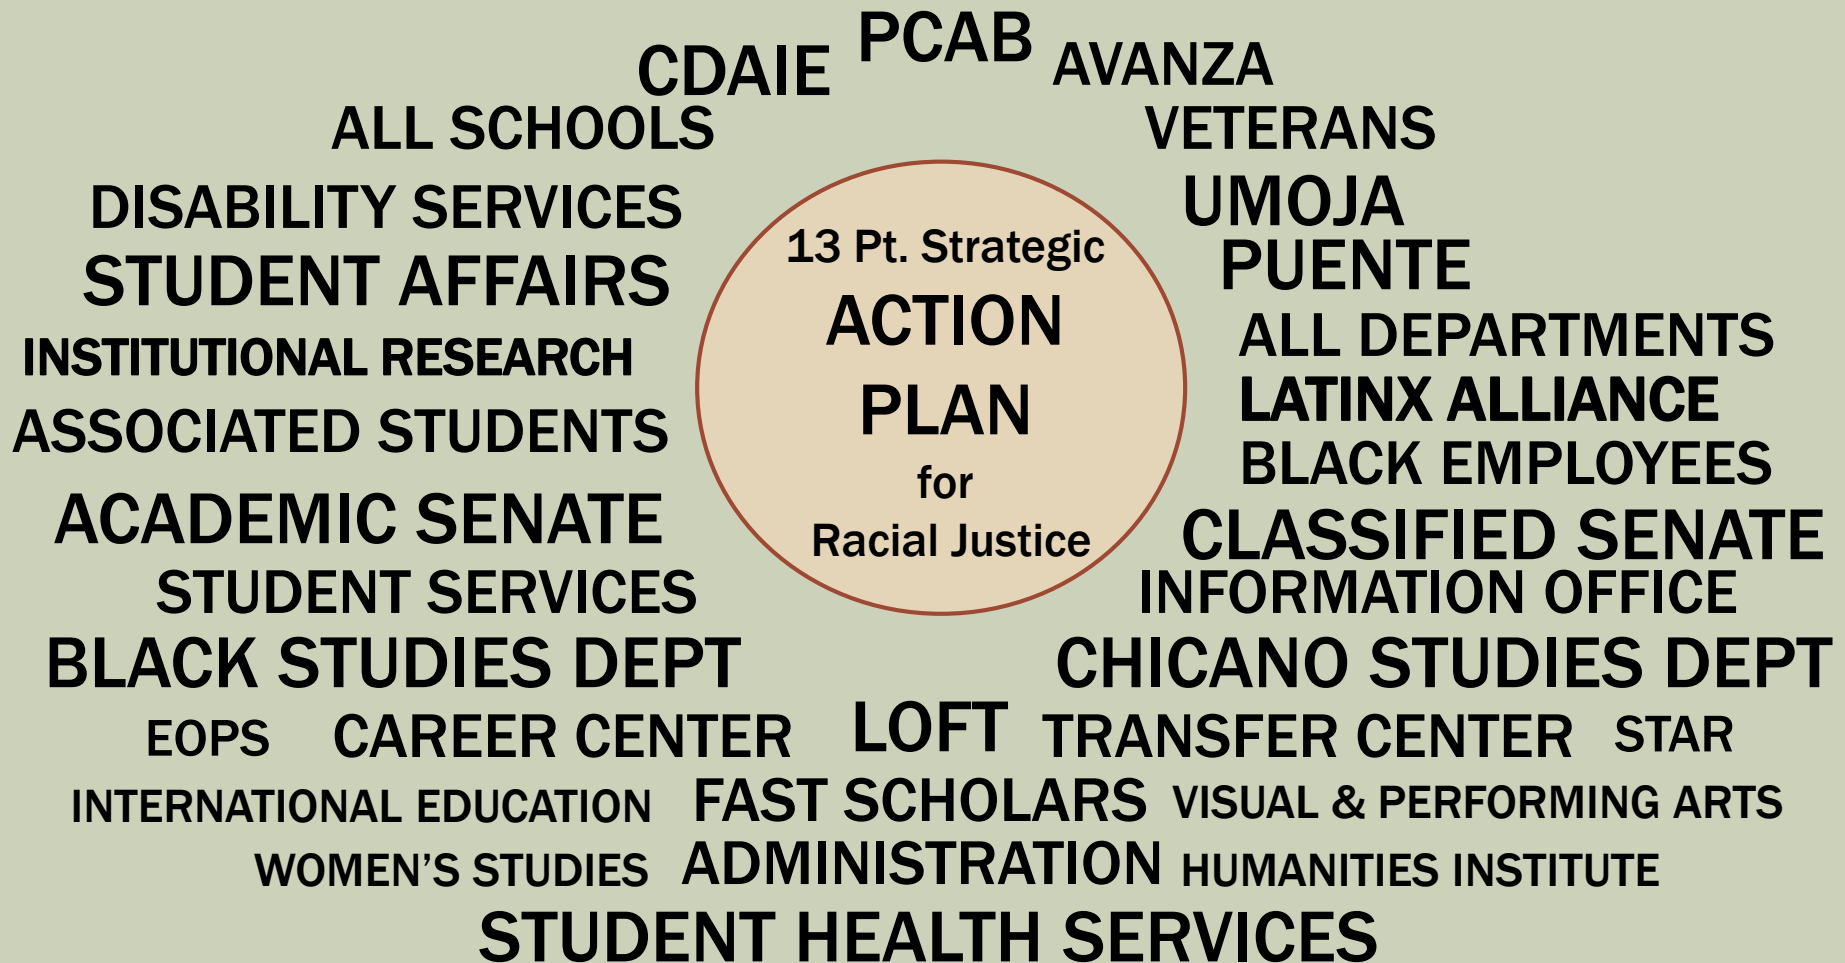 PCAB
CDAIE
AVANZA
ALL SCHOOLS
VETERANS
DISABILITY SERVICES
UMOJA
STUDENT AFFAIRS
PUENTE
INSTITUTIONAL RESEARCH
ALL DEPARTMENTS
ASSOCIATED STUDENTS
LATINX ALLIANCE
BLACK EMPLOYEES
ACADEMIC SENATE
CLASSIFIED SENATE
STUDENT SERVICES
INFORMATION OFFICE
BLACK STUDIES DEPT
CHICANO STUDIES DEPT
13 Pt. Strategic
ACTION
PLAN
for
Racial Justice
EOPS
CAREER CENTER
LOFT
TRANSFER CENTER
STAR
INTERNATIONAL EDUCATION
FAST SCHOLARS
VISUAL & PERFORMING ARTS
WOMEN’S STUDIES
ADMINISTRATION
HUMANITIES INSTITUTE
STUDENT HEALTH SERVICES